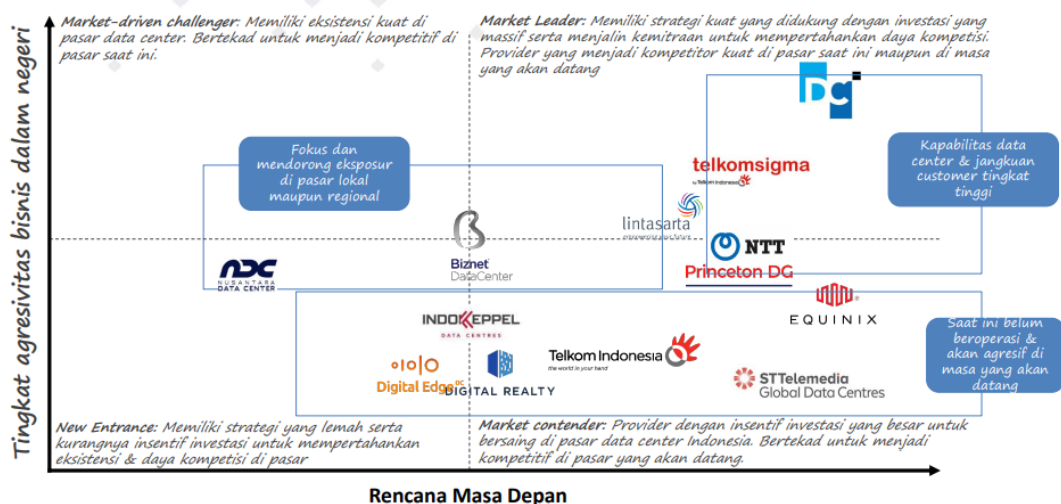 Market-driven challenger: Memiliki eksistensi kuat di
pasar data center. Bertekad untuk menjadi kompetitif di
pasar saat ini.
Market Leader: Memiliki strategi kuat yang didukung dengan investasi yang
massif serta menjalin kemitraan untuk mempertahankan daya kompetisi.
Provider yang menjadi kompetitor kuat di pasar saat ini maupun di masa
yang akan datang
Tingkat agresivitas bisnis dalam negeri
DCI
Fokus dan
mendorong eksposur
di pasar lokal
maupun regional
telkomsigma
by Telkom Indonesia
Kapabilitas data
center & jangkuan
customer tingkat
tinggi
lintasarta
Biznet
DataCenter
NTT
NDC
NUSANTARA
DATA CENTER
Princeton DG
EQUINIX
INDOKEPPEL
DATA CENTRES
Saat ini belum
beroperasi &
akan agresif di
masa yang akan
datang
Telkom Indonesia
the world in your hand
Digital Edge DC
DIGITAL REALTY
STTelemedia
Global Data Centres
New Entrance: Memiliki strategi yang lemah serta
kurangnya insentif investasi untuk mempertahankan
eksistensi & daya kompetisi di pasar
Market contender: Provider dengan insentif investasi yang besar untuk
bersaing di pasar data center Indonesia. Bertekad untuk menjadi
kompetitif di pasar yang akan datang.
Rencana Masa Depan